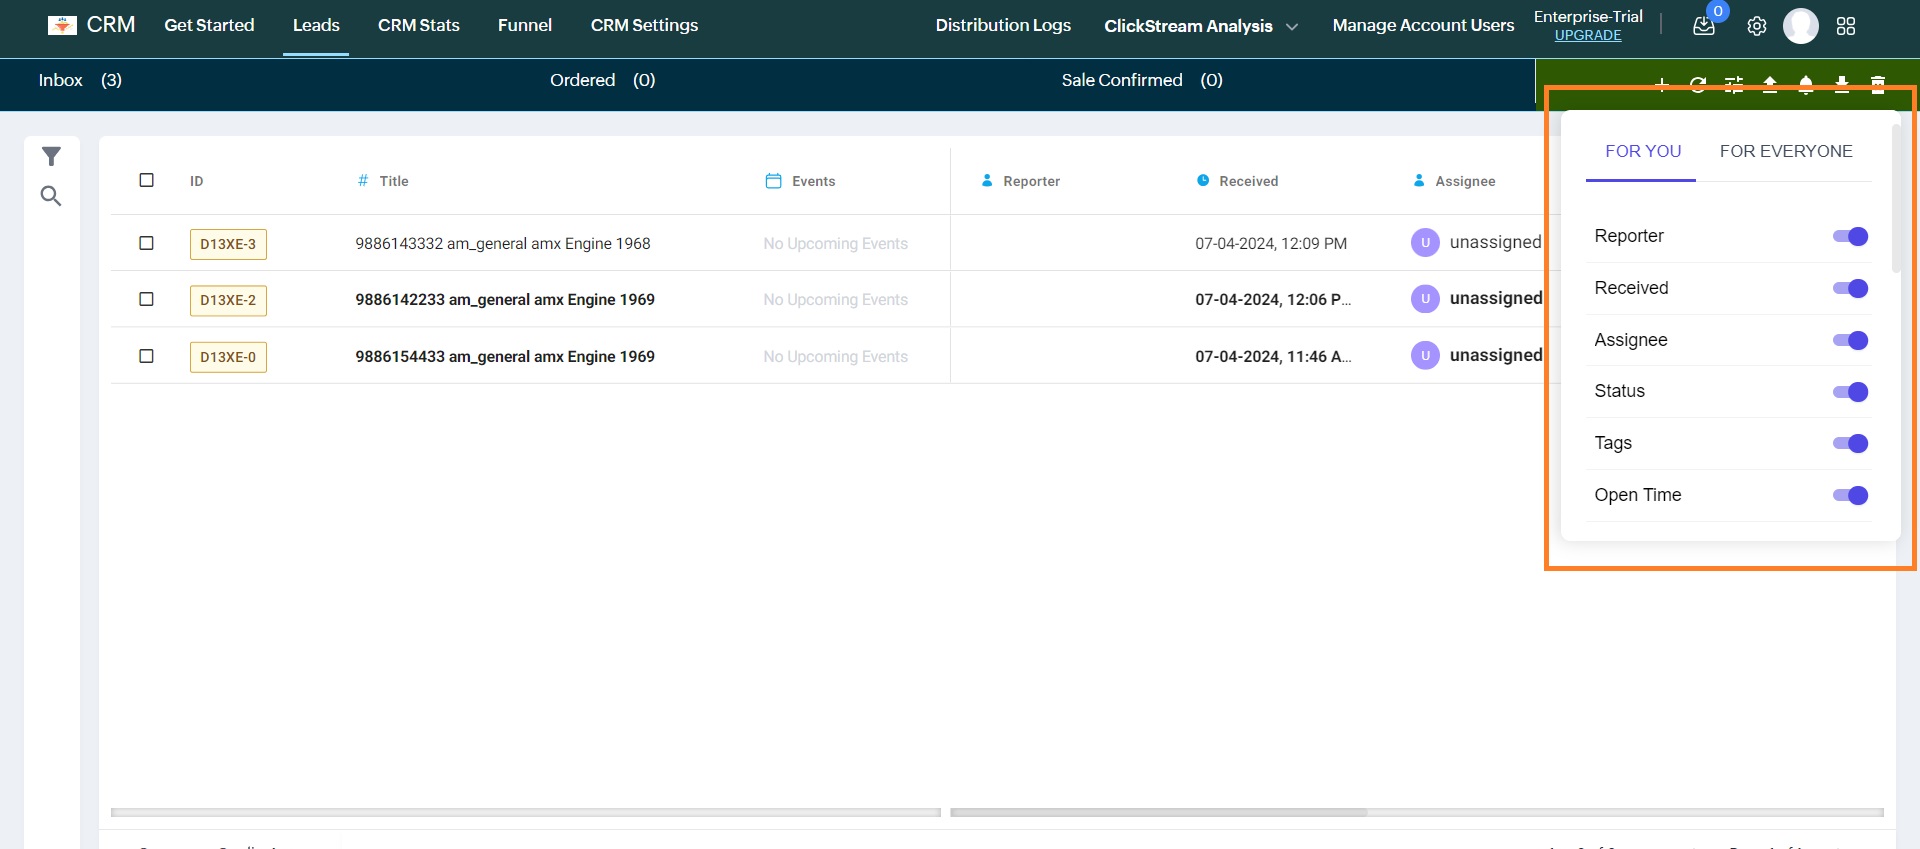 CRM Get Started Leads CRM Stats Funnel CRM Settings Distribution Logs ClickStream Analysis Manage Account Users Enterprise-Trial 0
UPGRADE
Inbox (3) Ordered (0) Sale Confirmed (0)
FOR YOU FOR EVERYONE
ID # Title Events Reporter Received Assignee
Reporter
D13XE-3 9886143332 am_general amx Engine 1968 No Upcoming Events 07-04-2024, 12:09 PM U unassigned
Received
D13XE-2 9886142233 am_general amx Engine 1969 No Upcoming Events 07-04-2024, 12:06 P... U unassigned
Assignee
D13XE-0 9886154433 am_general amx Engine 1969 No Upcoming Events 07-04-2024, 11:46 A... U unassigned
Status
Tags
Open Time